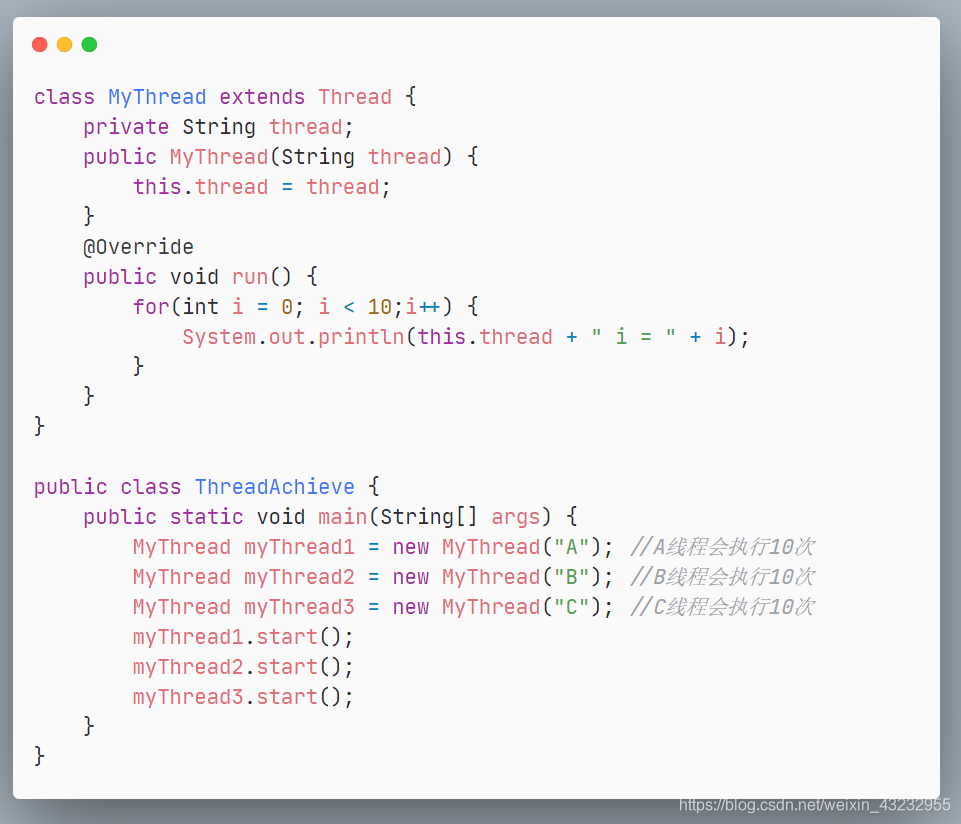 class MyThread extends Thread {
    private String thread;
    public MyThread(String thread) {
        this.thread = thread;
    }
    @Override
    public void run() {
        for(int i = 0; i < 10;i++) {
            System.out.println(this.thread + " i = " + i);
        }
    }
}

public class ThreadAchieve {
    public static void main(String[] args) {
        MyThread myThread1 = new MyThread("A"); //A线程会执行10次
        MyThread myThread2 = new MyThread("B"); //B线程会执行10次
        MyThread myThread3 = new MyThread("C"); //C线程会执行10次
        myThread1.start();
        myThread2.start();
        myThread3.start();
    }
}
https://blog.csdn.net/weixin_43232955